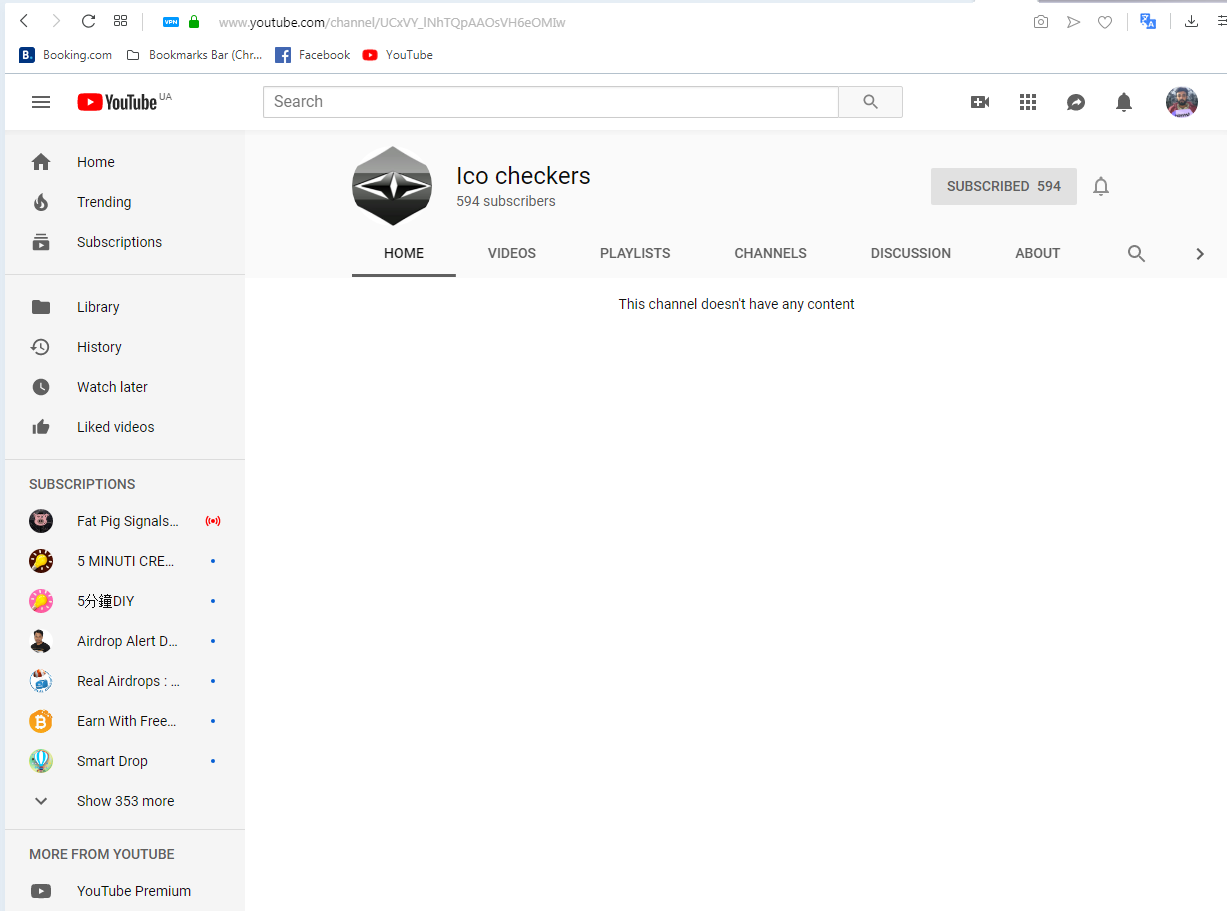 VPN
www.youtube.com/channel/UCxVY_lNhTQpAAOsVH6eOMIw
B. Booking.com
Bookmarks Bar (Chr...
Facebook
YouTube
YouTube UA
Search
Home
Trending
Subscriptions
Library
History
Watch later
Liked videos
SUBSCRIPTIONS
Fat Pig Signals...
5 MINUTI CRE...
5分鐘DIY
Airdrop Alert D...
Real Airdrops : ...
Earn With Free...
Smart Drop
Show 353 more
MORE FROM YOUTUBE
YouTube Premium
Ico checkers
594 subscribers
SUBSCRIBED 594
HOME
VIDEOS
PLAYLISTS
CHANNELS
DISCUSSION
ABOUT
This channel doesn't have any content